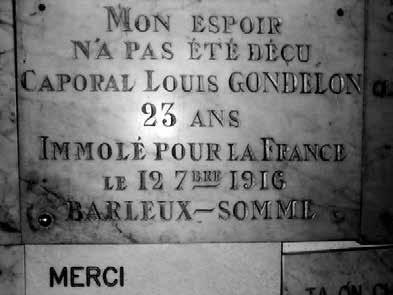 MON ESPOIR
N'A PAS ÉTÉ DÉÇU
CAPORAL LOUIS GONDELON
23 ANS
IMMOLÉ POUR LA FRANCE
LE 12 7BRE 1916
BARLEUX-SOMME
MERCI